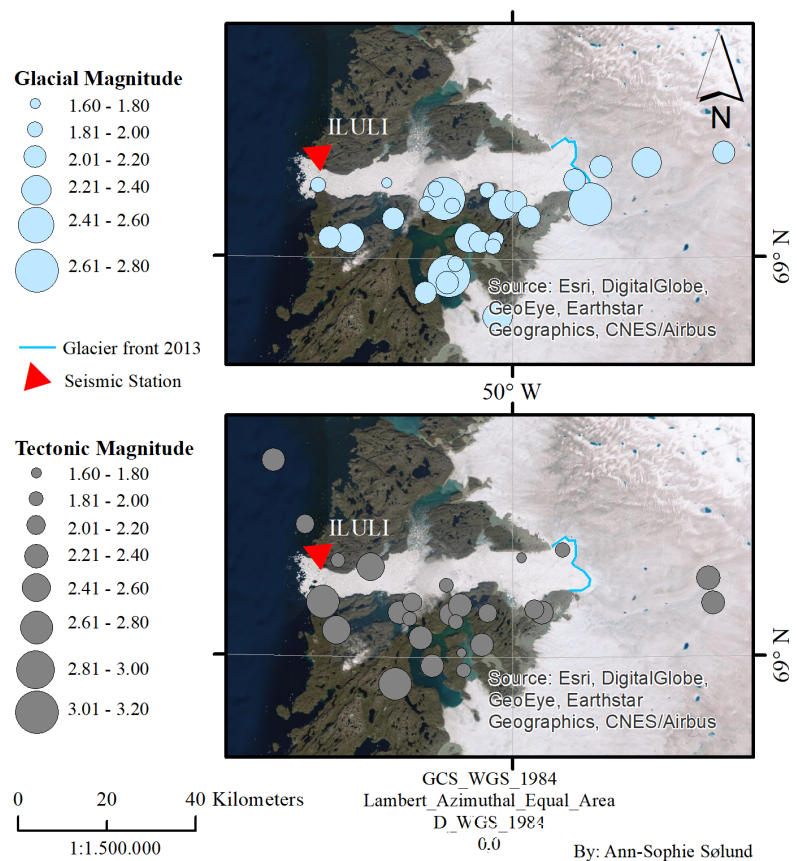 Glacial Magnitude
1.60 - 1.80
1.81 - 2.00
2.01 - 2.20
2.21 - 2.40
2.41 - 2.60
2.61 - 2.80
Glacier front 2013
Seismic Station
ILULI
N
69° N
Source: Esri, DigitalGlobe,
GeoEye, Earthstar
Geographics, CNES/Airbus
50° W
Tectonic Magnitude
1.60 - 1.80
1.81 - 2.00
2.01 - 2.20
2.21 - 2.40
2.41 - 2.60
2.61 - 2.80
2.81 - 3.00
3.01 - 3.20
ILULI
69° N
Source: Esri, DigitalGlobe,
GeoEye, Earthstar
Geographics, CNES/Airbus
0 20 40 Kilometers
1:1.500.000
GCS_WGS_1984
Lambert_Azimuthal_Equal_Area
D_WGS_1984
0,0
By: Ann-Sophie Sølund